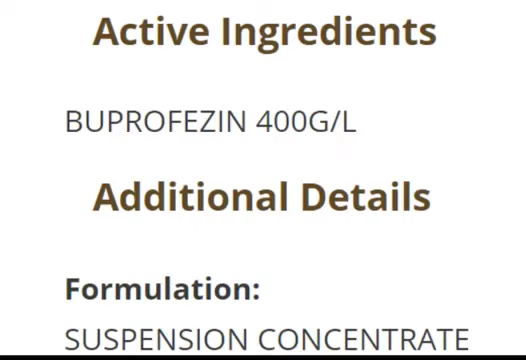 Active Ingredients
BUPROFEZIN 400G/L
Additional Details
Formulation:
SUSPENSION CONCENTRATE